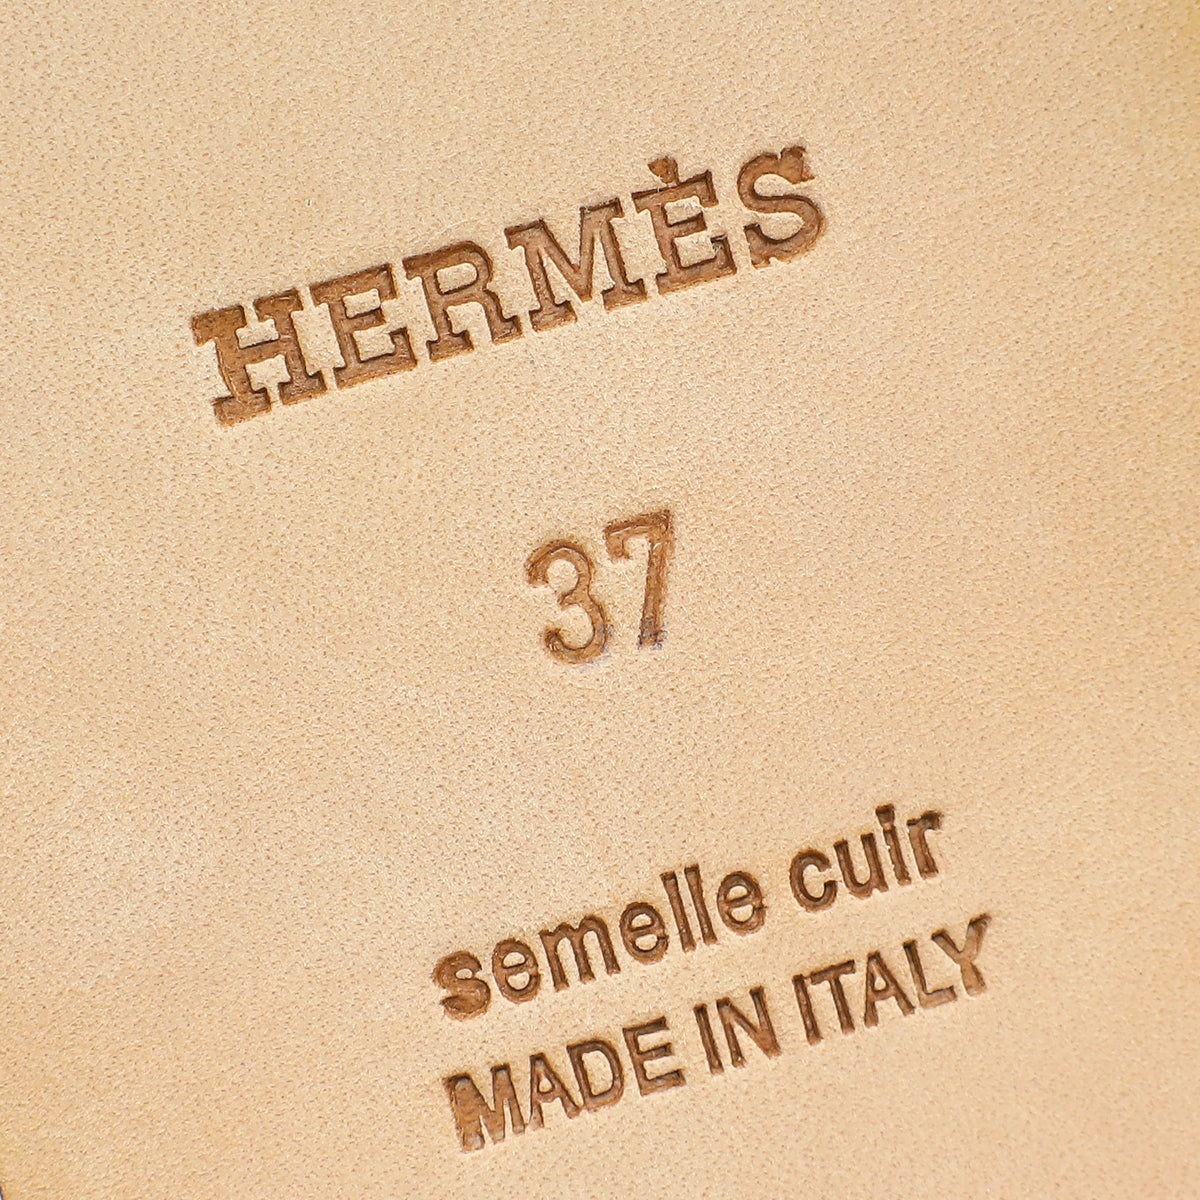 HERMÈS
37
semelle cuir
MADE IN ITALY